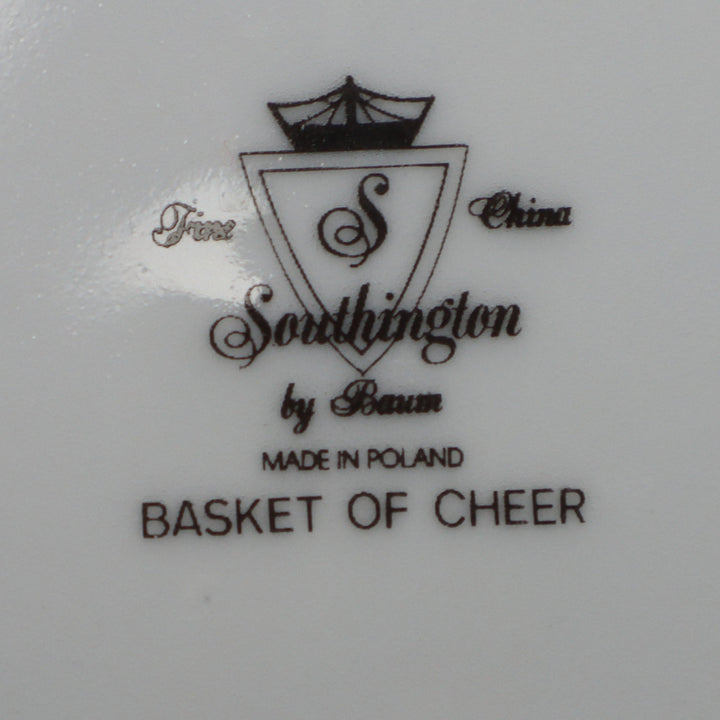 S
Fine China
Southington
by Baum
MADE IN POLAND
BASKET OF CHEER